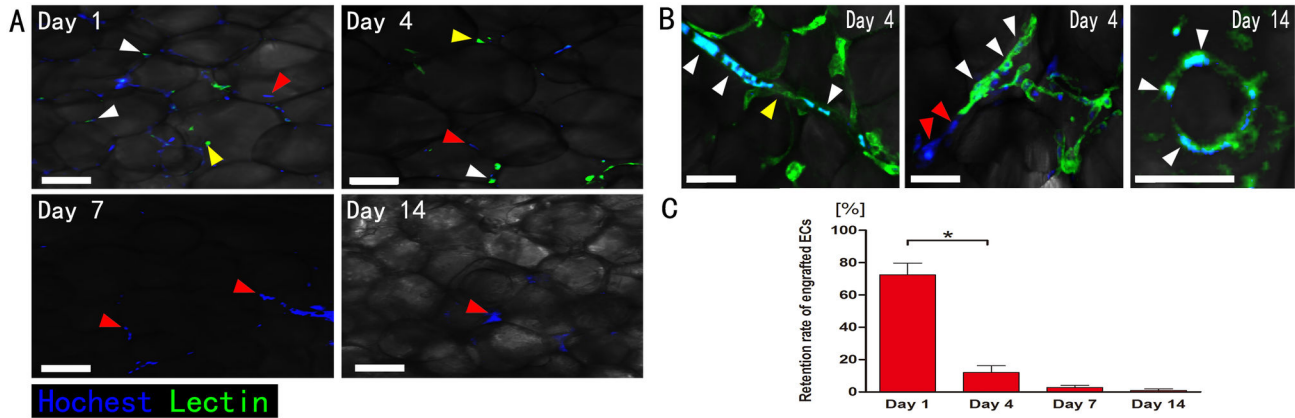 A
Day 1
Day 4
Day 7
Day 14
Hochest Lectin
B
Day 4
Day 4
Day 14
C
[%]
Retention rate of engrafted ECs
100
80
60
40
20
0
*
Day 1 Day 4 Day 7 Day 14